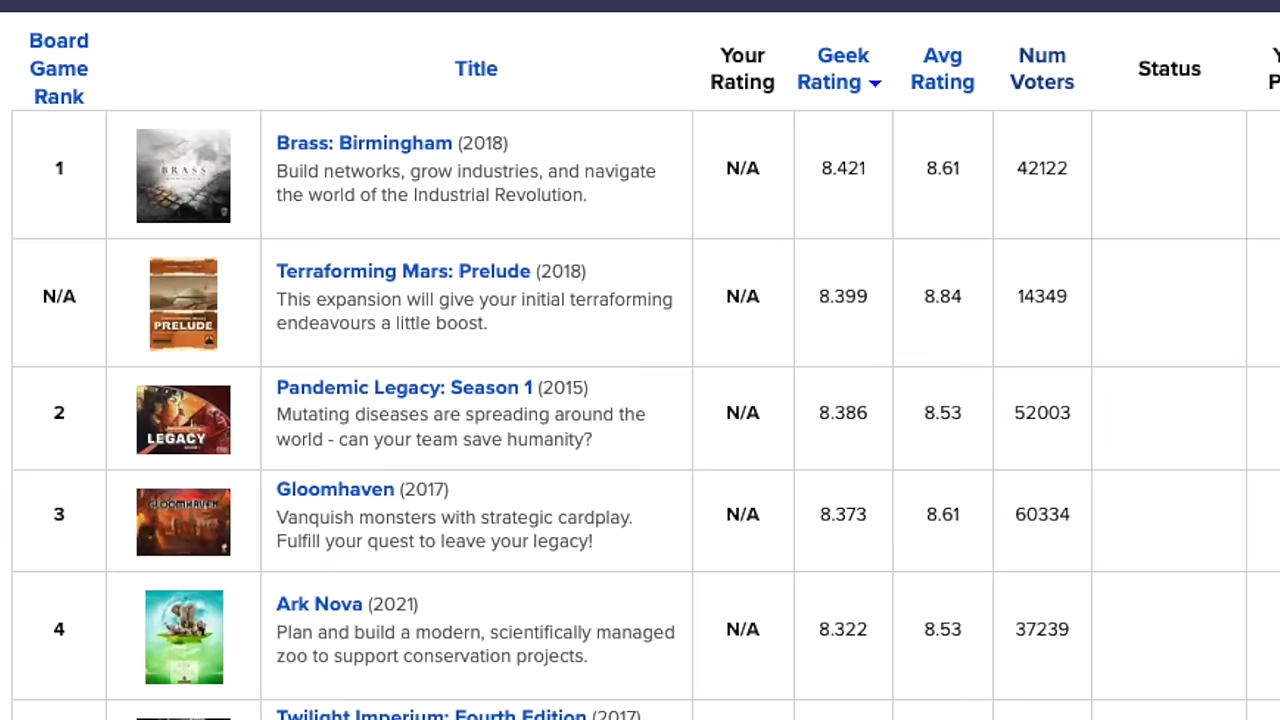 Board
Game
Rank
Title
Your
Rating
Geek
Rating
Avg
Rating
Num
Voters
Status
1
BRASS
Brass: Birmingham (2018)
Build networks, grow industries, and navigate
the world of the Industrial Revolution.
N/A
8.421
8.61
42122
N/A
PRELUDE
Terraforming Mars: Prelude (2018)
This expansion will give your initial terraforming
endeavours a little boost.
N/A
8.399
8.84
14349
2
LEGACY
Pandemic Legacy: Season 1 (2015)
Mutating diseases are spreading around the
world - can your team save humanity?
N/A
8.386
8.53
52003
3
GLOOMHAVEN
Gloomhaven (2017)
Vanquish monsters with strategic cardplay.
Fulfill your quest to leave your legacy!
N/A
8.373
8.61
60334
4
Ark Nova (2021)
Plan and build a modern, scientifically managed
zoo to support conservation projects.
N/A
8.322
8.53
37239
Twilight Imperium: Fourth Edition (2017)